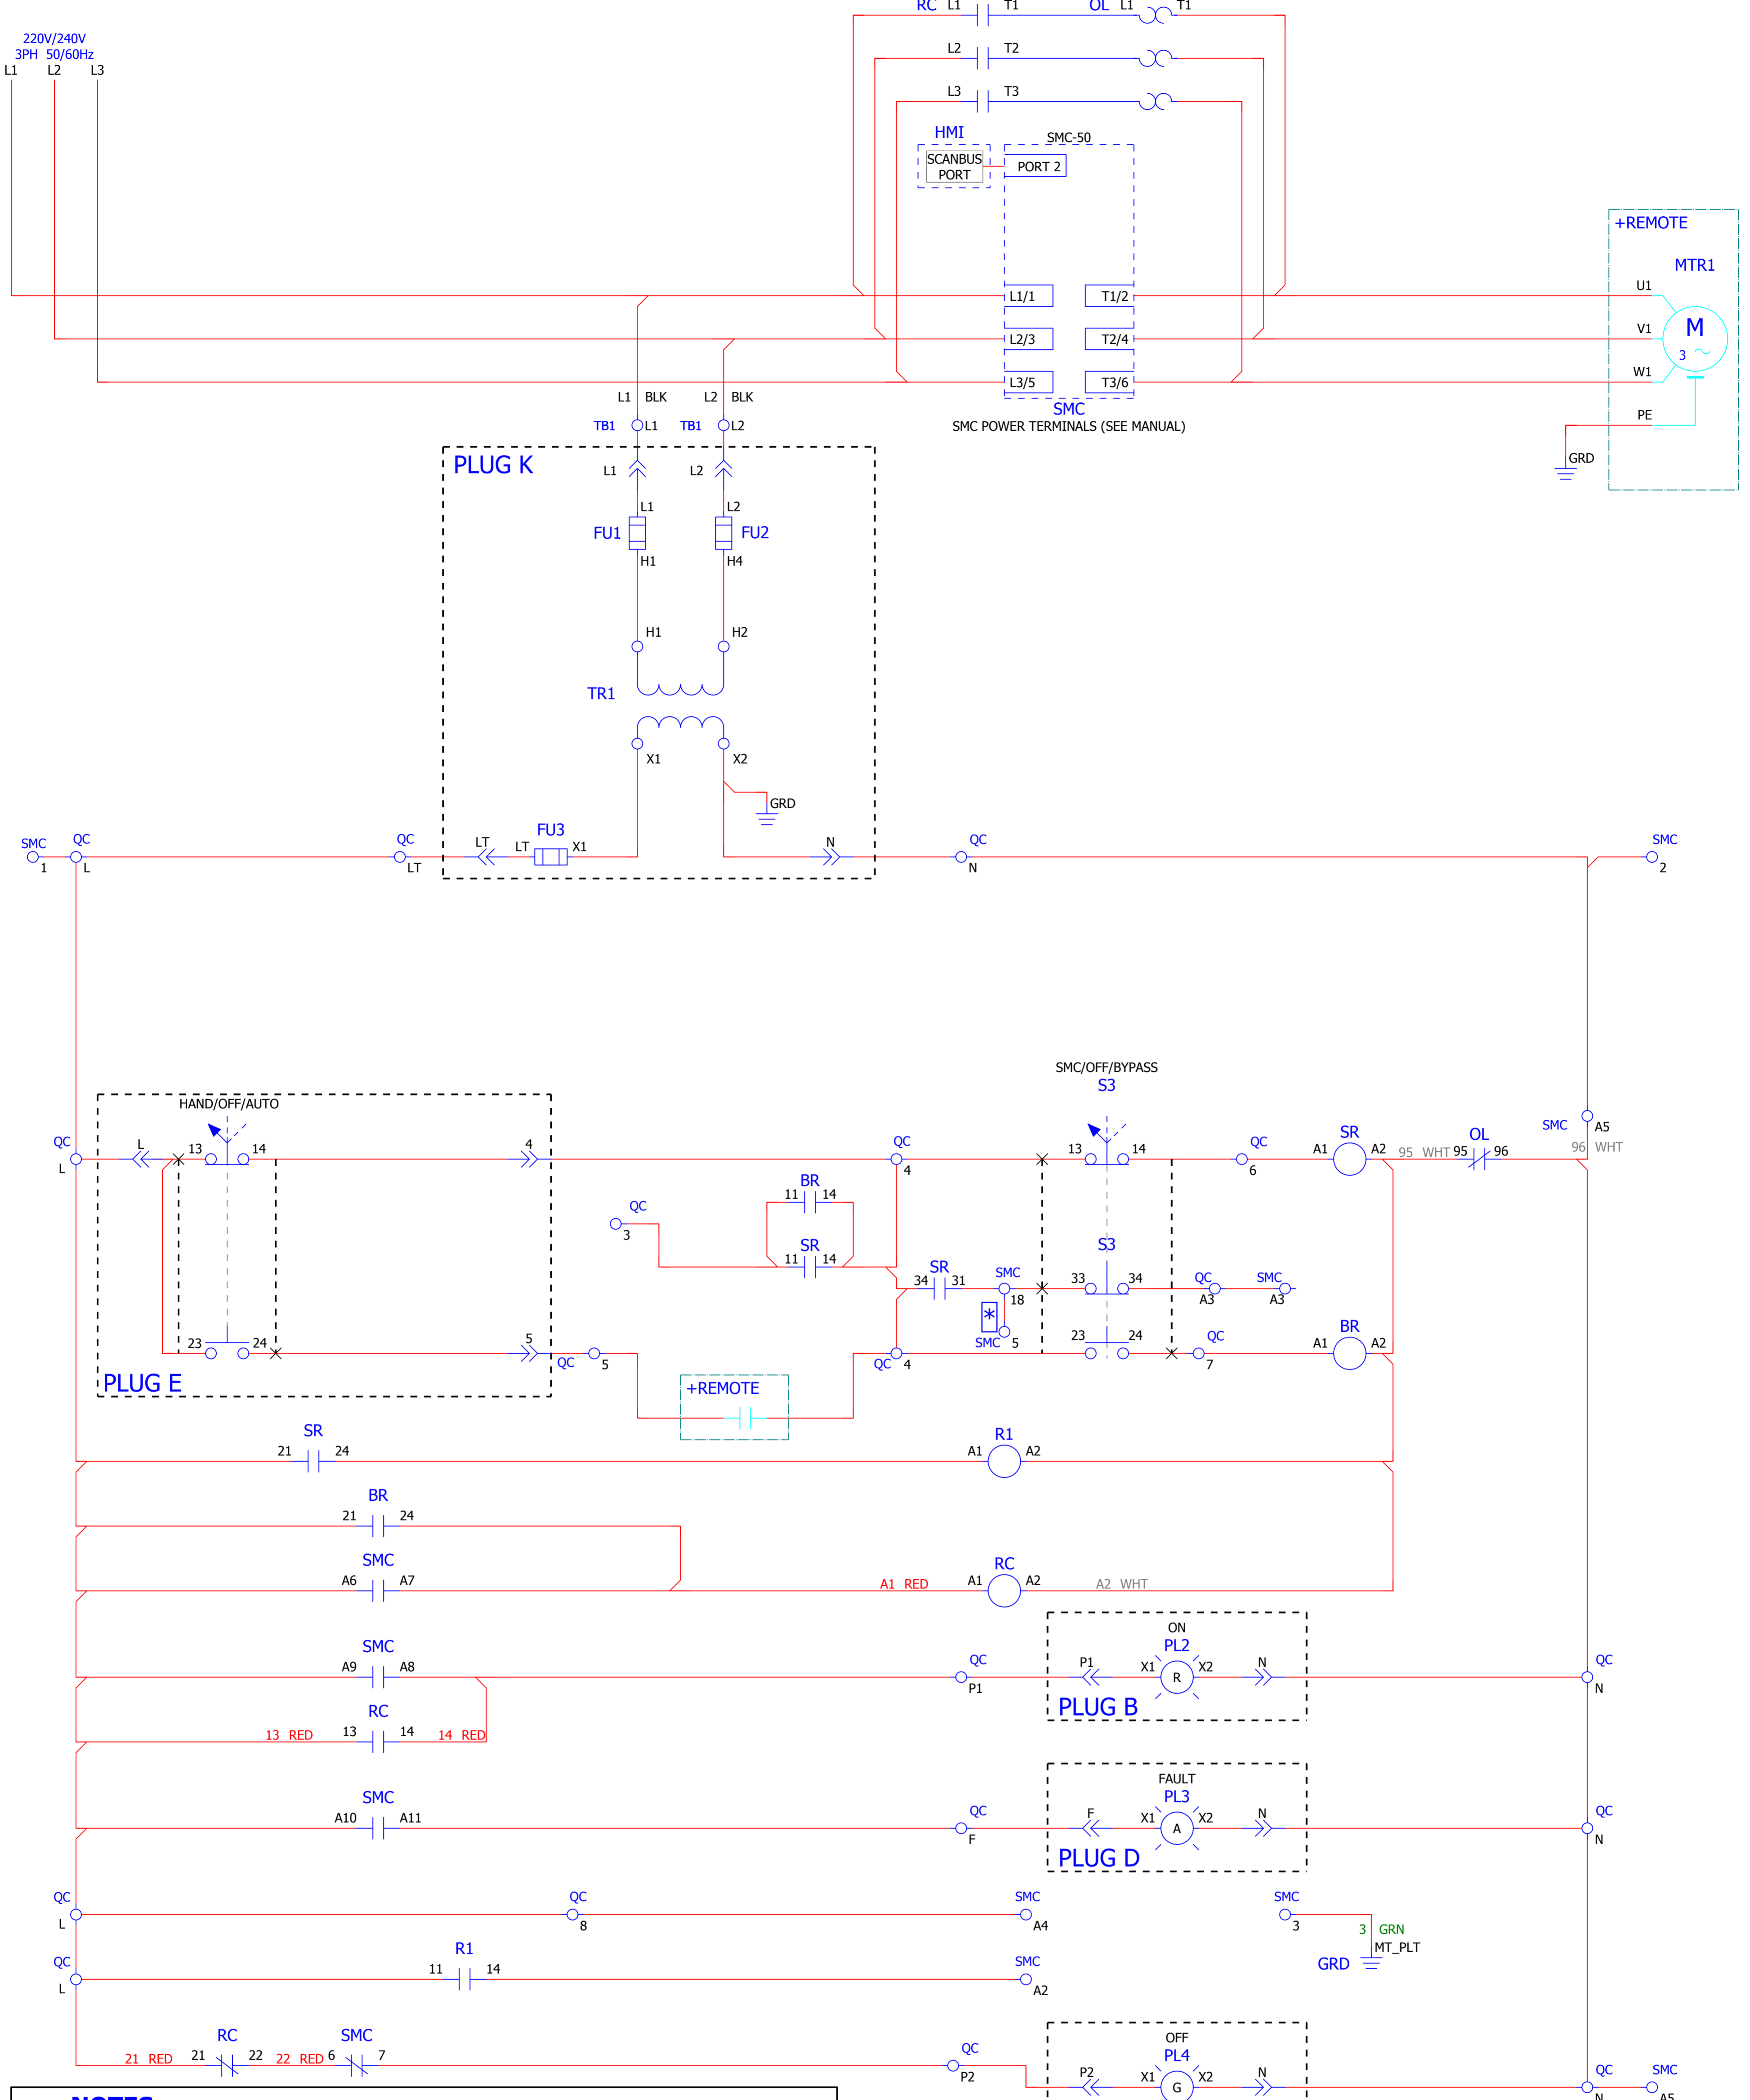 RC L1 T1 OL L1 T1
220V/240V
3PH 50/60Hz
L1 L2 L3
L2 T2
L3 T3
HMI
SMC-50
SCANBUS
PORT
PORT 2
+REMOTE
MTR1
L1/1 T1/2 U1
M
3
L2/3 T2/4 V1
L3/5 T3/6 W1
L1 BLK L2 BLK
SMC
PE
TB1 L1 TB1 L2
SMC POWER TERMINALS (SEE MANUAL)
GRD
PLUG K
L1 L2
L1 L2
FU1 FU2
H1 H4
H1 H2
TR1
X1 X2
GRD
FU3
SMC QC QC LT LT X1 N QC SMC
1 L LT N 2
SMC/OFF/BYPASS
S3
HAND/OFF/AUTO
SMC A5
QC L 13 14 4 QC 13 14 QC SR OL
A1 A2 95 WHT 95 96 96 WHT
L 4 6
BR
11 14
QC
3
SR
11 14
S3
SR
34 31 SMC 33 34 QC SMC
18 A3 A3
*
SMC 5
23 24 5 23 24 QC BR
QC 5 QC 4 7 A1 A2
PLUG E
+REMOTE
SR R1
21 24 A1 A2
BR
21 24
SMC RC
A6 A7 A1 RED A1 A2 A2 WHT
ON
SMC PL2
A9 A8 QC P1 X1 R X2 N QC
P1 N
PLUG B
RC
13 RED 13 14 14 RED
FAULT
SMC PL3
A10 A11 QC F X1 A X2 N QC
F N
PLUG D
QC QC SMC SMC
L 8 A4 3
3 GRN
MT_PLT
GRD
QC R1 SMC
L 11 14 A2
OFF
RC SMC PL4
21 RED 21 22 22 RED 6 7 QC
P2 P2 X1 G X2 N QC SMC
N A5
NOTES